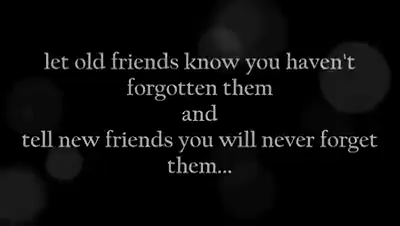 let old friends know you haven't
forgotten them
and
tell new friends you will never forget
them...